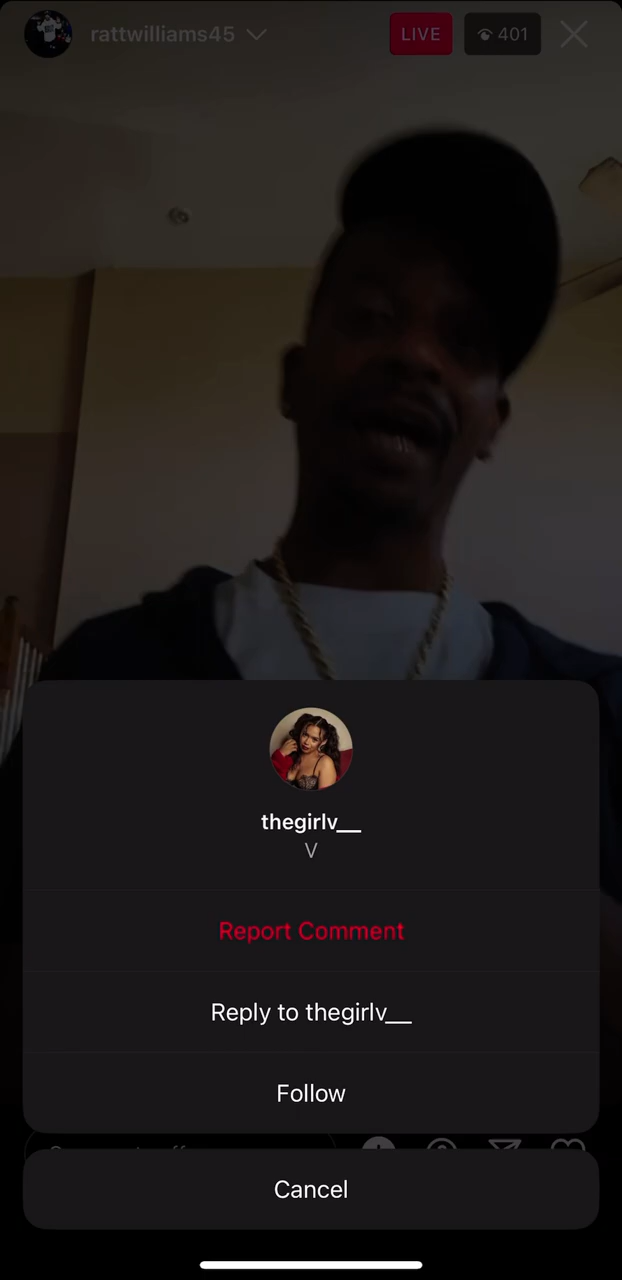 rattwilliams45
LIVE
401
thegirlv__
V
Report Comment
Reply to thegirlv__
Follow
Cancel